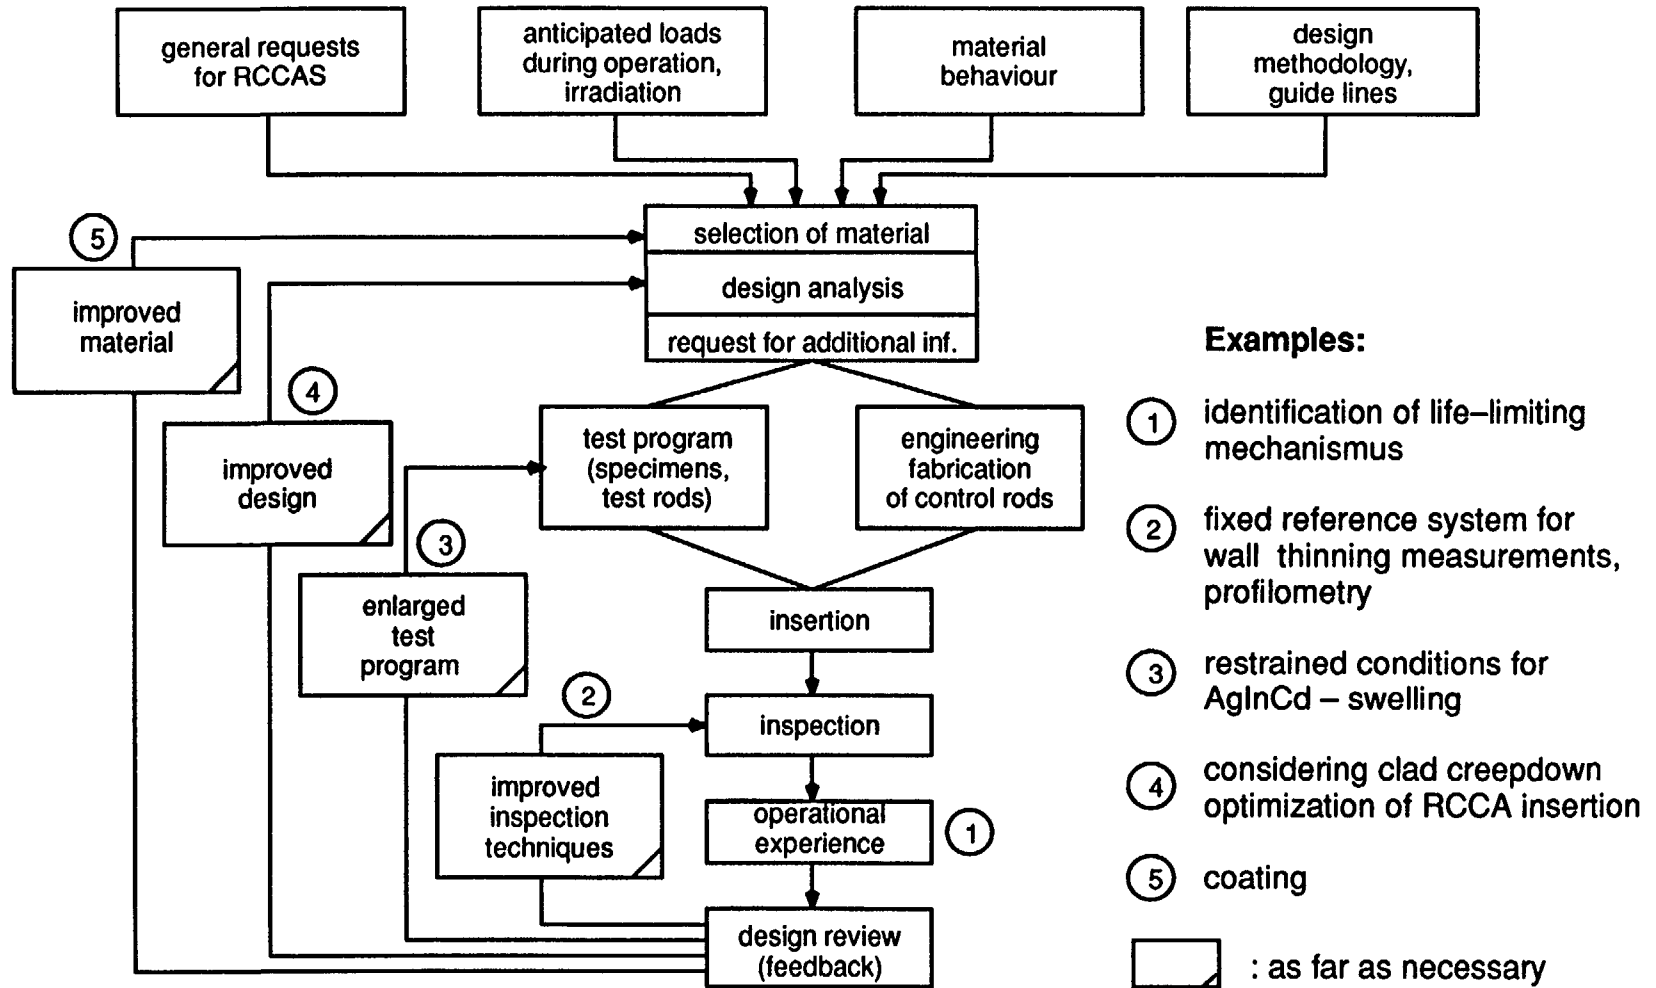 general requests
for RCCAS
anticipated loads
during operation,
irradiation
material
behaviour
design
methodology,
guide lines
selection of material
design analysis
request for additional inf.
5
improved
material
4
improved
design
3
enlarged
test
program
2
improved
inspection
techniques
test program
(specimens,
test rods)
engineering
fabrication
of control rods
insertion
inspection
operational
experience
1
design review
(feedback)
Examples:
1 identification of life–limiting
mechanismus
2 fixed reference system for
wall thinning measurements,
profilometry
3 restrained conditions for
AgInCd – swelling
4 considering clad creepdown
optimization of RCCA insertion
5 coating
: as far as necessary